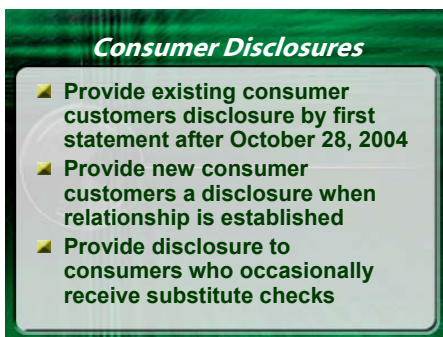 Consumer Disclosures
Provide existing consumer
customers disclosure by first
statement after October 28, 2004
Provide new consumer
customers a disclosure when
relationship is established
Provide disclosure to
consumers who occasionally
receive substitute checks